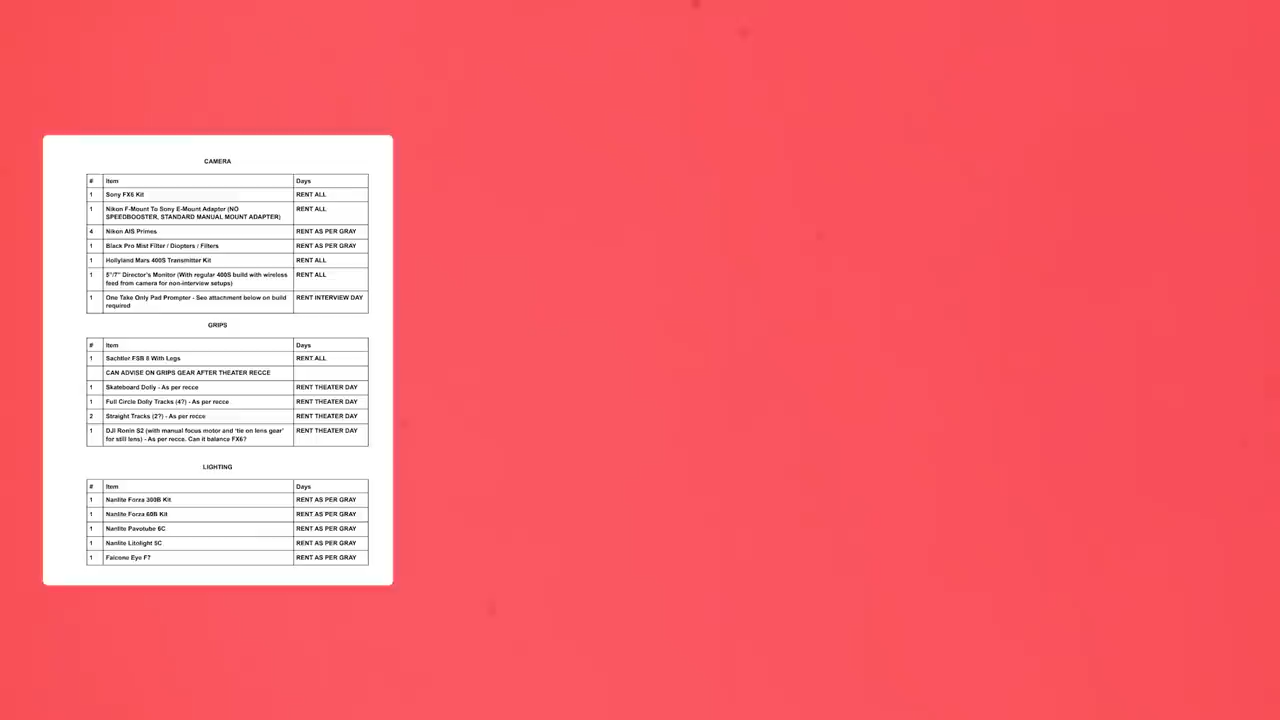 CAMERA
# Item Days
1 Sony FX6 Kit RENT ALL
1 Nikon F-Mount To Sony E-Mount Adapter (NO RENT ALL
SPEEDBOOSTER, STANDARD MANUAL MOUNT ADAPTER)
4 Nikon AIS Primes RENT AS PER GRAY
1 Black Pro Mist Filter / Diopters / Filters RENT AS PER GRAY
1 Hollyland Mars 400S Transmitter Kit RENT ALL
1 5"/7" Director's Monitor (With regular 400S build with wireless RENT ALL
feed from camera for non-interview setups)
1 One Take Only Pad Prompter - See attachment below on build RENT INTERVIEW DAY
required
GRIPS
# Item Days
1 Sachtler FSB 8 With Legs RENT ALL
CAN ADVISE ON GRIPS GEAR AFTER THEATER RECCE
1 Skateboard Dolly - As per recce RENT THEATER DAY
1 Full Circle Dolly Tracks (4?) - As per recce RENT THEATER DAY
2 Straight Tracks (2?) - As per recce RENT THEATER DAY
1 DJI Ronin S2 (with manual focus motor and 'tie on lens gear' RENT THEATER DAY
for still lens) - As per recce. Can it balance FX6?
LIGHTING
# Item Days
1 Nanlite Forza 300B Kit RENT AS PER GRAY
1 Nanlite Forza 60B Kit RENT AS PER GRAY
1 Nanlite Pavotube 6C RENT AS PER GRAY
1 Nanlite Litolight 5C RENT AS PER GRAY
1 Falcone Eye F7 RENT AS PER GRAY